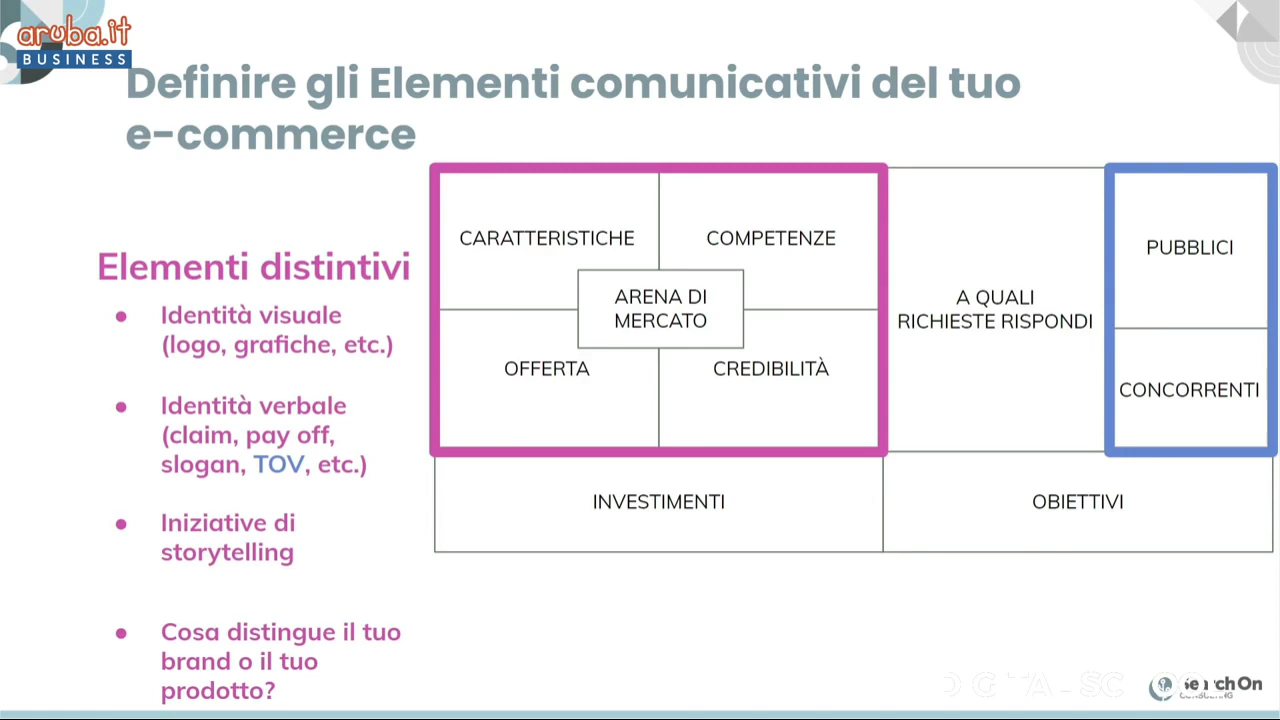 aruba.it
BUSINESS
Definire gli Elementi comunicativi del tuo
e-commerce
Elementi distintivi
● Identità visuale
(logo, grafiche, etc.)
● Identità verbale
(claim, pay off,
slogan, TOV, etc.)
● Iniziative di
storytelling
● Cosa distingue il tuo
brand o il tuo
prodotto?
CARATTERISTICHE
COMPETENZE
ARENA DI
MERCATO
OFFERTA
CREDIBILITÀ
A QUALI
RICHIESTE RISPONDI
PUBBLICI
CONCORRENTI
INVESTIMENTI
OBIETTIVI